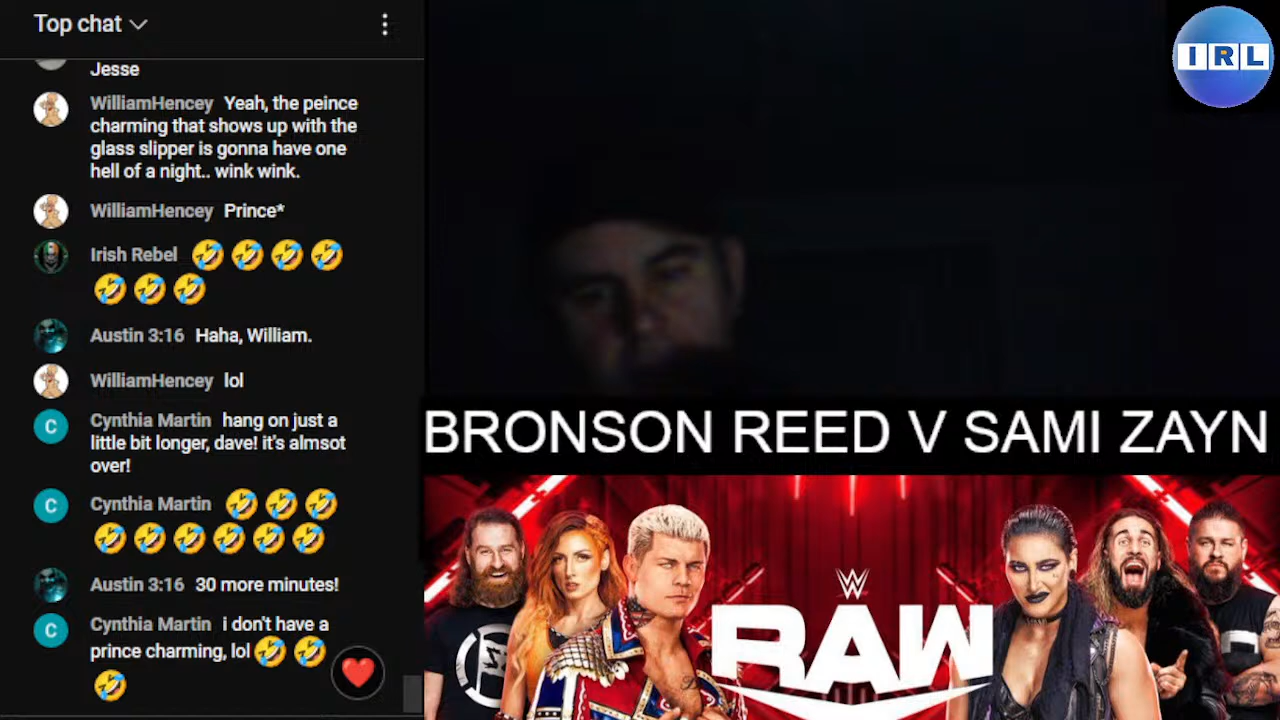 Top chat
Jesse
WilliamHencey Yeah, the peince
charming that shows up with the
glass slipper is gonna have one
hell of a night.. wink wink.
WilliamHencey Prince*
Irish Rebel
Austin 3:16 Haha, William.
WilliamHencey lol
C
Cynthia Martin hang on just a
little bit longer, dave! it's almsot
over!
C
Cynthia Martin
Austin 3:16 30 more minutes!
C
Cynthia Martin i don't have a
prince charming, lol
IRL
BRONSON REED V SAMI ZAYN
W
RAW